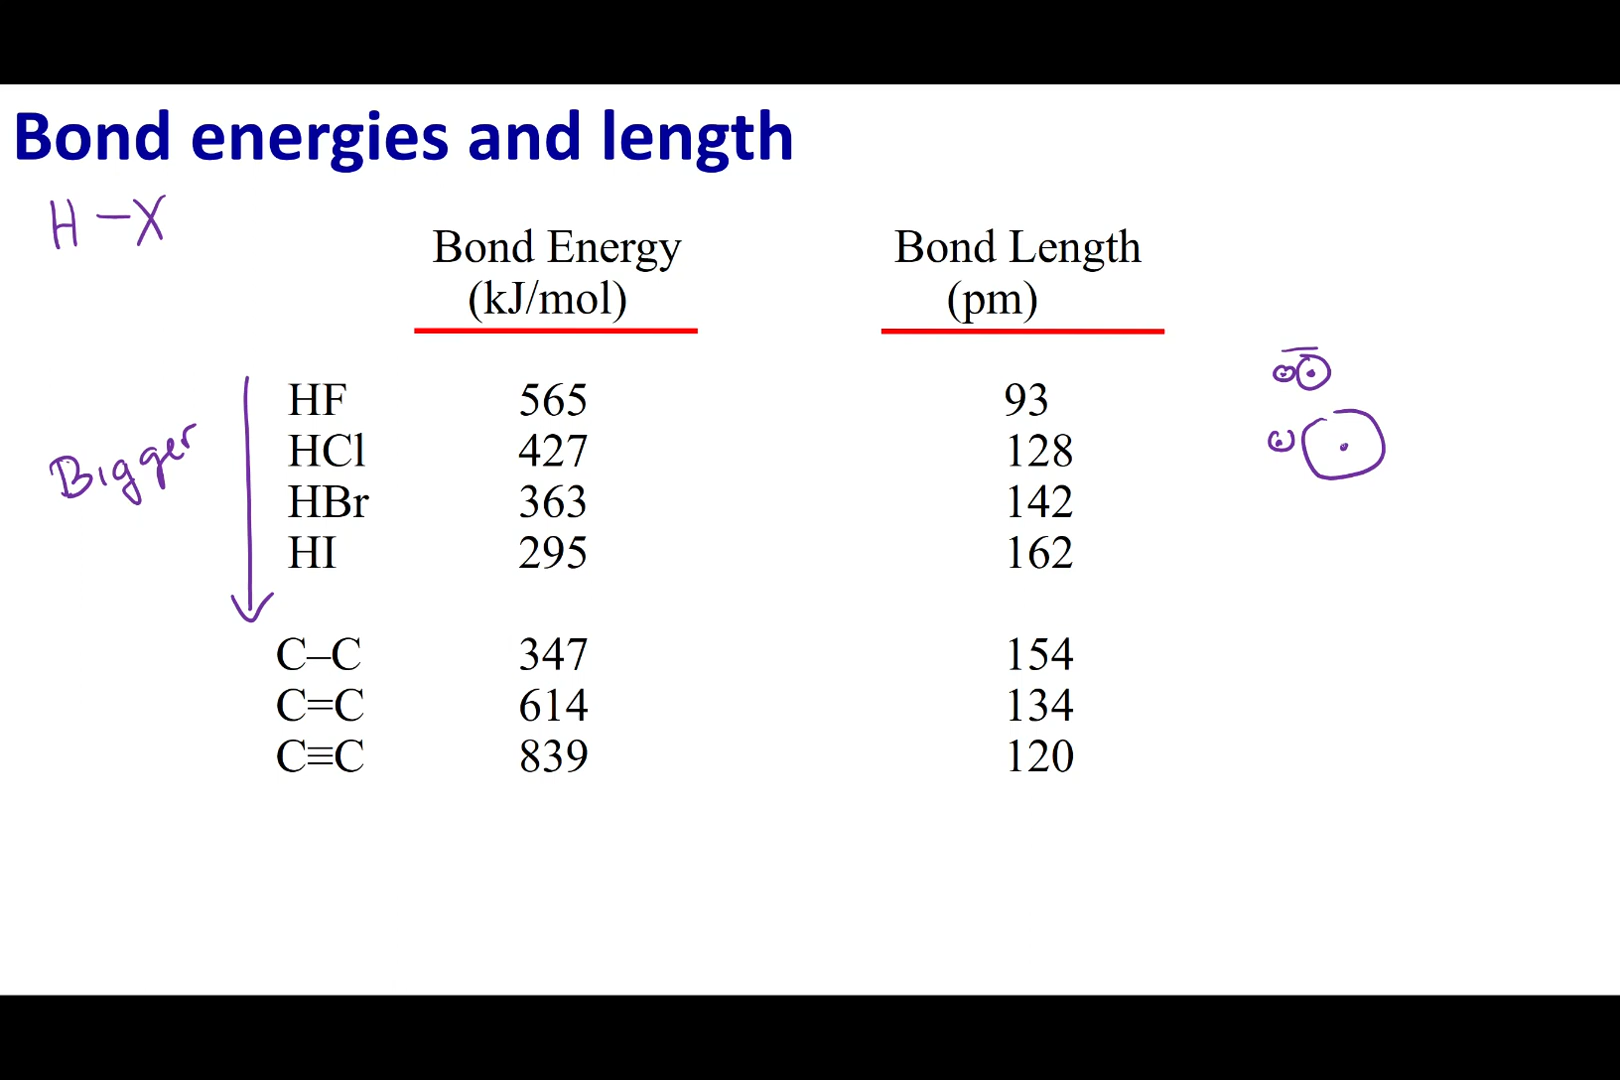 Bond energies and length
H–X
Bond Energy Bond Length
(kJ/mol) (pm)
HF 565 93
HCl 427 128
Bigger
HBr 363 142
HI 295 162
C–C 347 154
C=C 614 134
C≡C 839 120